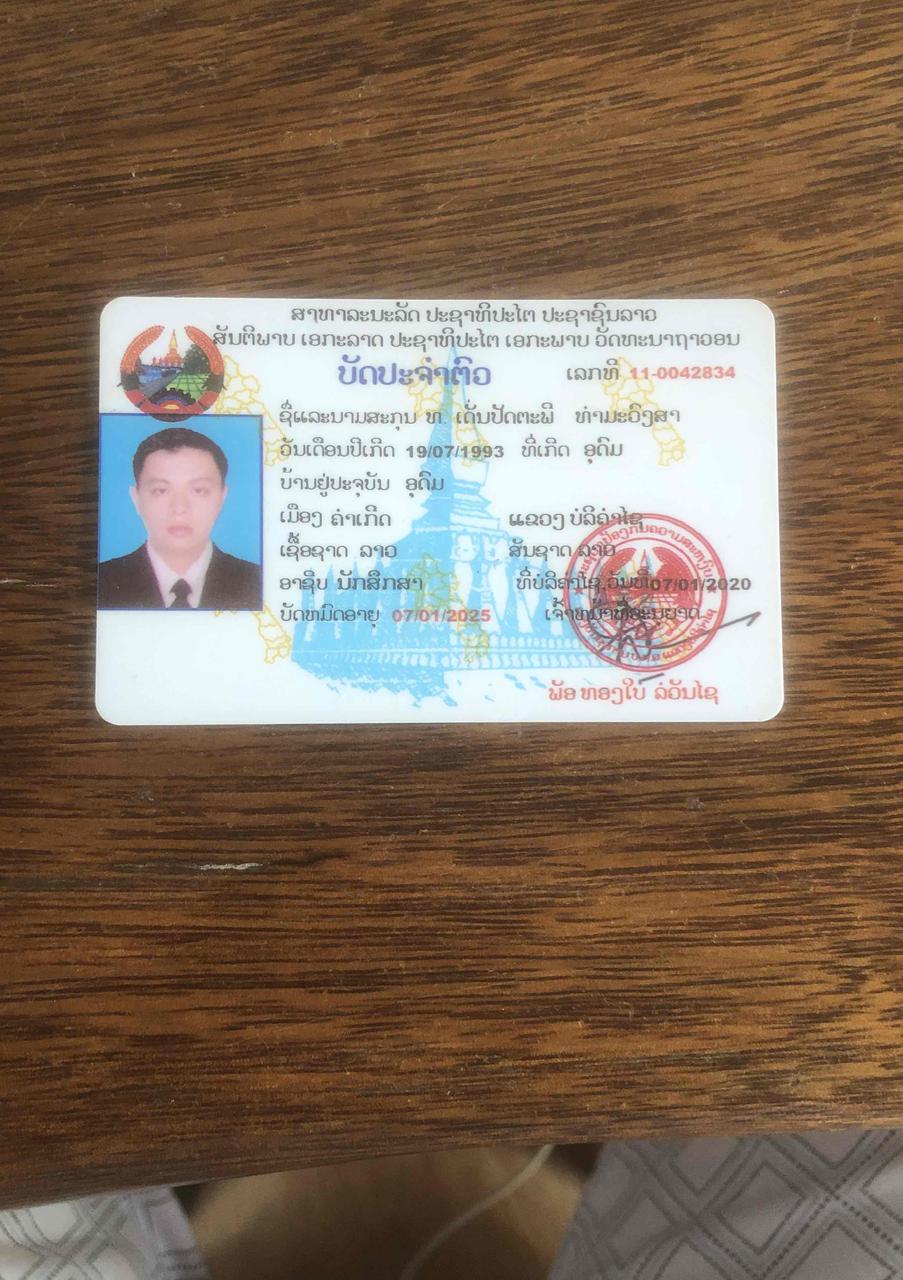 ສາທາລະນະລັດ ປະຊາທິປະໄຕ ປະຊາຊົນລາວ
ສັນຕິພາບ ເອກະລາດ ປະຊາທິປະໄຕ ເອກະພາບ ວັດທະນາຖາວອນ
ບັດປະຈຳຕົວ ເລກທີ 11-0042834
ຊື່ແລະນາມສະກຸນ ທ. ເດັ່ນປັດຕະພີ ທຳມະວົງສາ
ວັນເດືອນປີເກີດ 19/07/1993 ທີ່ເກີດ ອຸດົມ
ບ້ານຢູ່ປະຈຸບັນ ອຸດົມ
ເມືອງ ຄຳເກີດ ແຂວງ ບໍລິຄຳໄຊ
ເຊື້ອຊາດ ລາວ ສັນຊາດ ລາວ
ອາຊີບ ນັກສຶກສາ ທີ່ບໍລິຄຳໄຊ,ວັນທີ07/01/2020
ບັດຫມົດອາຍຸ 07/01/2025 ເຈົ້າຫນ້າທີ່ອະນຸຍາດ
ພັອ ທອງໃບ ລໍວັນໄຊ